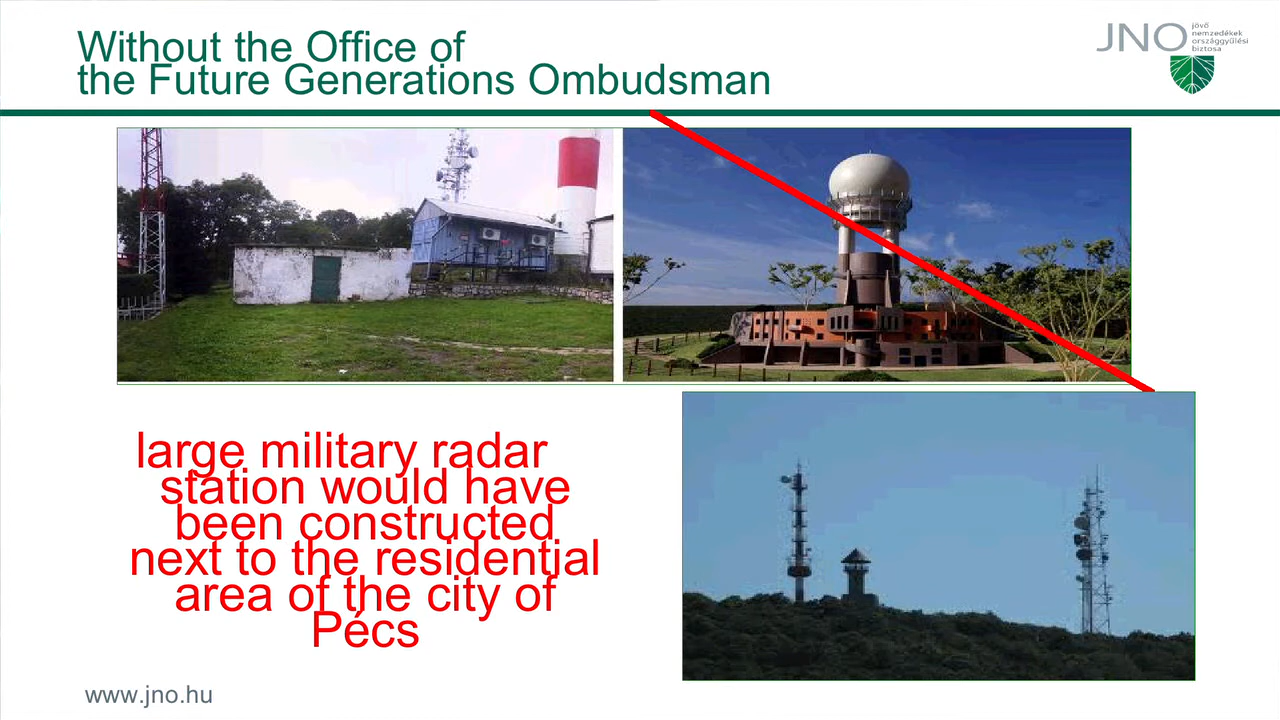 Without the Office of
the Future Generations Ombudsman
JNO
jövő
nemzedékek
országgyűlési
biztosa
large military radar
station would have
been constructed
next to the residential
area of the city of
Pécs
www.jno.hu